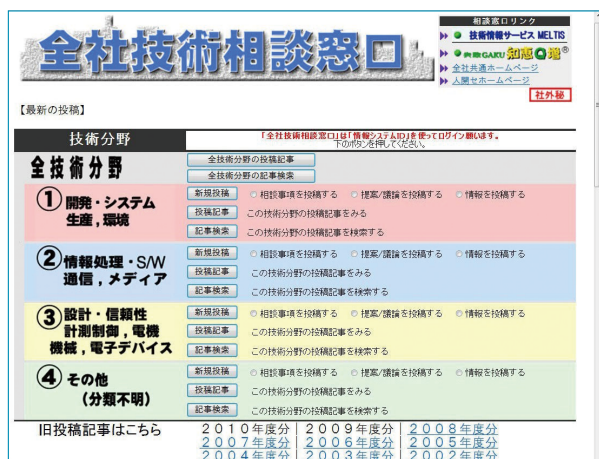 全社技術相談窓口
相談窓口リンク
技術情報サービス MELTIS
GAKU 知恵Q増®
全社共通ホームページ
人開セホームページ
社外秘
【最新の投稿】
技術分野
「全社技術相談窓口」は「情報システムID」を使ってログイン願います。
下のボタンを押してください。
全技術分野
全技術分野の投稿記事
全技術分野の記事検索
① 開発・システム
生産，環境
新規投稿 相談事項を投稿する 提案/議論を投稿する 情報を投稿する
投稿記事 この技術分野の投稿記事をみる
記事検索 この技術分野の投稿記事を検索する
② 情報処理・S/W
通信，メディア
新規投稿 相談事項を投稿する 提案/議論を投稿する 情報を投稿する
投稿記事 この技術分野の投稿記事をみる
記事検索 この技術分野の投稿記事を検索する
③ 設計・信頼性
計測制御，電機
機械，電子デバイス
新規投稿 相談事項を投稿する 提案/議論を投稿する 情報を投稿する
投稿記事 この技術分野の投稿記事をみる
記事検索 この技術分野の投稿記事を検索する
④ その他
（分類不明）
新規投稿 相談事項を投稿する 提案/議論を投稿する 情報を投稿する
投稿記事 この技術分野の投稿記事をみる
記事検索 この技術分野の投稿記事を検索する
旧投稿記事はこちら
２０１０年度分｜２００９年度分｜２００８年度分
２００７年度分｜２００６年度分｜２００５年度分
２００４年度分｜２００３年度分｜２００２年度分